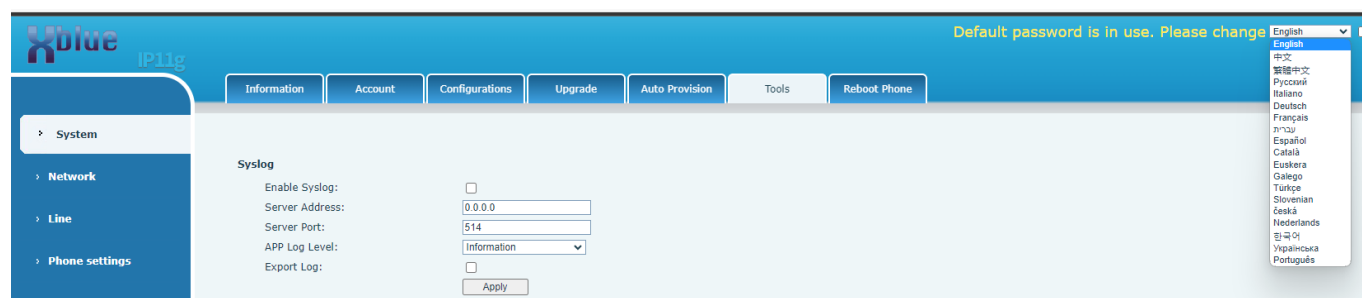 Xblue IP11g
Default password is in use. Please change English
Information Account Configurations Upgrade Auto Provision Tools Reboot Phone
System
Network
Line
Phone settings
Syslog
Enable Syslog:
Server Address: 0.0.0.0
Server Port: 514
APP Log Level: Information
Export Log:
Apply
English
中文
繁體中文
Русский
Italiano
Deutsch
Français
עברית
Español
Català
Euskera
Galego
Türkçe
Slovenian
česká
Nederlands
한국어
Українська
Português